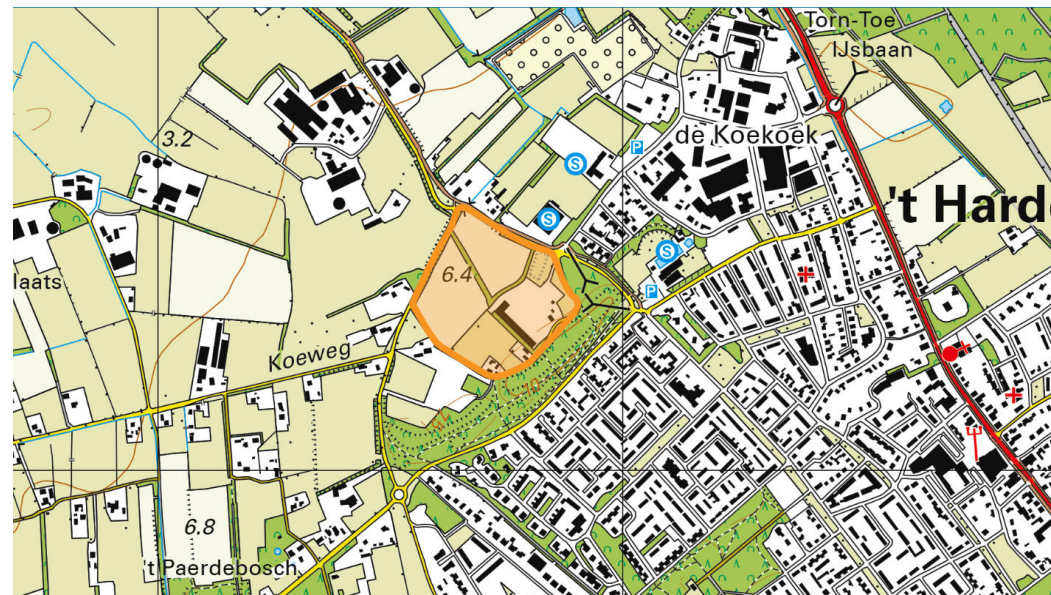 Torn-Toe
IJsbaan
3.2
de Koekoek
P
S
't Hard
S
S
laats
6.4
P
Koeweg
6.8
't Paerdebosch